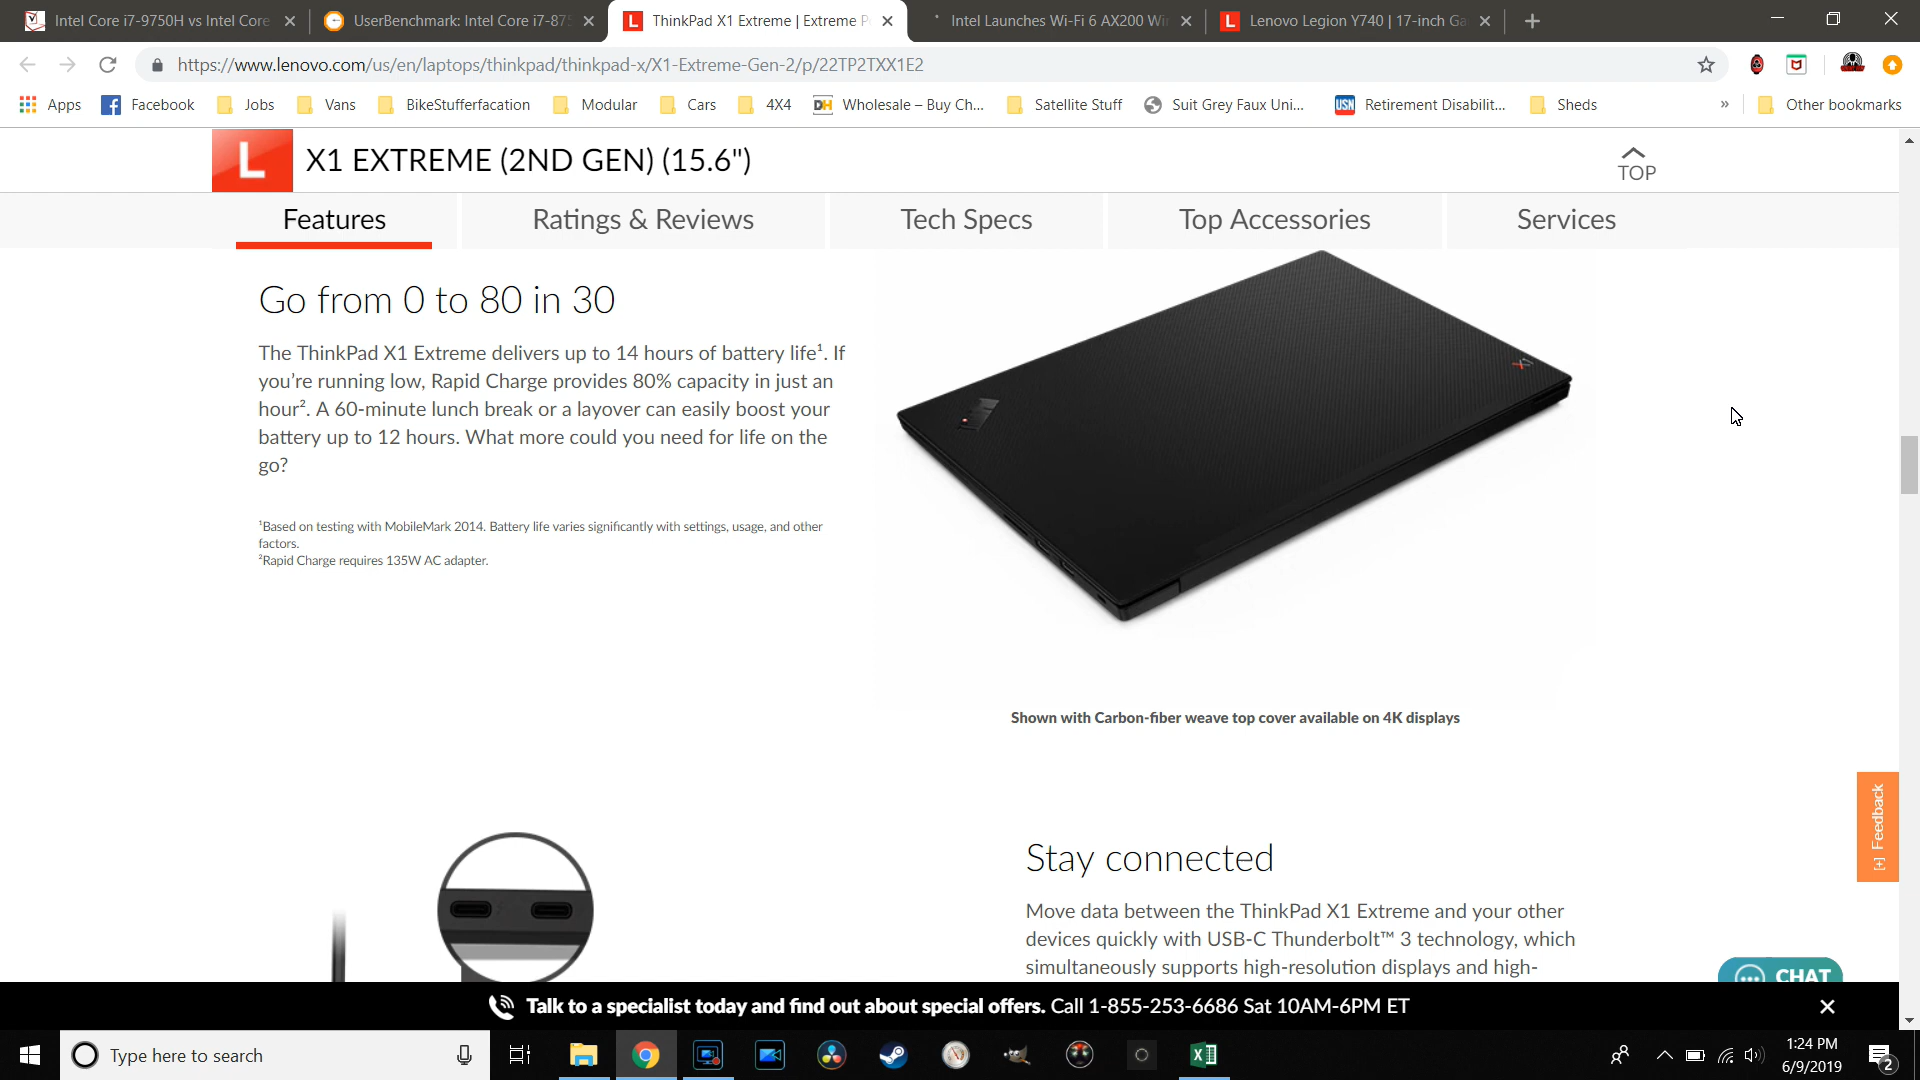 Intel Core i7-9750H vs Intel Core
UserBenchmark: Intel Core i7-875
ThinkPad X1 Extreme | Extreme P
Intel Launches Wi-Fi 6 AX200 Wi
Lenovo Legion Y740 | 17-inch Ga
https://www.lenovo.com/us/en/laptops/thinkpad/thinkpad-x/X1-Extreme-Gen-2/p/22TP2TXX1E2
Apps
Facebook
Jobs
Vans
BikeStufferfacation
Modular
Cars
4X4
DH
Wholesale – Buy Ch...
Satellite Stuff
Suit Grey Faux Uni...
USN
Retirement Disabilit...
Sheds
»
Other bookmarks
L
X1 EXTREME (2ND GEN) (15.6")
TOP
Features
Ratings & Reviews
Tech Specs
Top Accessories
Services
Go from 0 to 80 in 30
The ThinkPad X1 Extreme delivers up to 14 hours of battery life¹. If
you're running low, Rapid Charge provides 80% capacity in just an
hour². A 60-minute lunch break or a layover can easily boost your
battery up to 12 hours. What more could you need for life on the
go?
¹Based on testing with MobileMark 2014. Battery life varies significantly with settings, usage, and other
factors.
²Rapid Charge requires 135W AC adapter.
X1
Shown with Carbon-fiber weave top cover available on 4K displays
[+] Feedback
Stay connected
Move data between the ThinkPad X1 Extreme and your other
devices quickly with USB-C Thunderbolt™ 3 technology, which
simultaneously supports high-resolution displays and high-
CHAT
Talk to a specialist today and find out about special offers. Call 1-855-253-6686 Sat 10AM-6PM ET
Type here to search
1:24 PM
6/9/2019
2